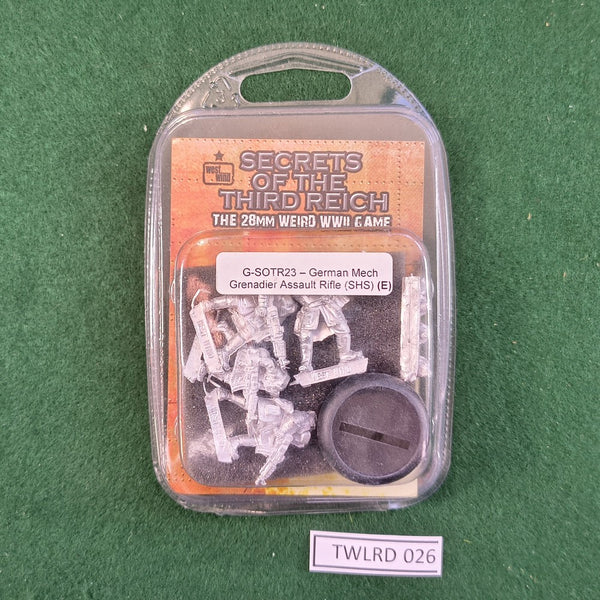 west wind
SECRETS
OF THE
THIRD REICH
THE 28MM WEIRD WWII GAME
G-SOTR23 – German Mech
Grenadier Assault Rifle (SHS) (E)
TWLRD 026